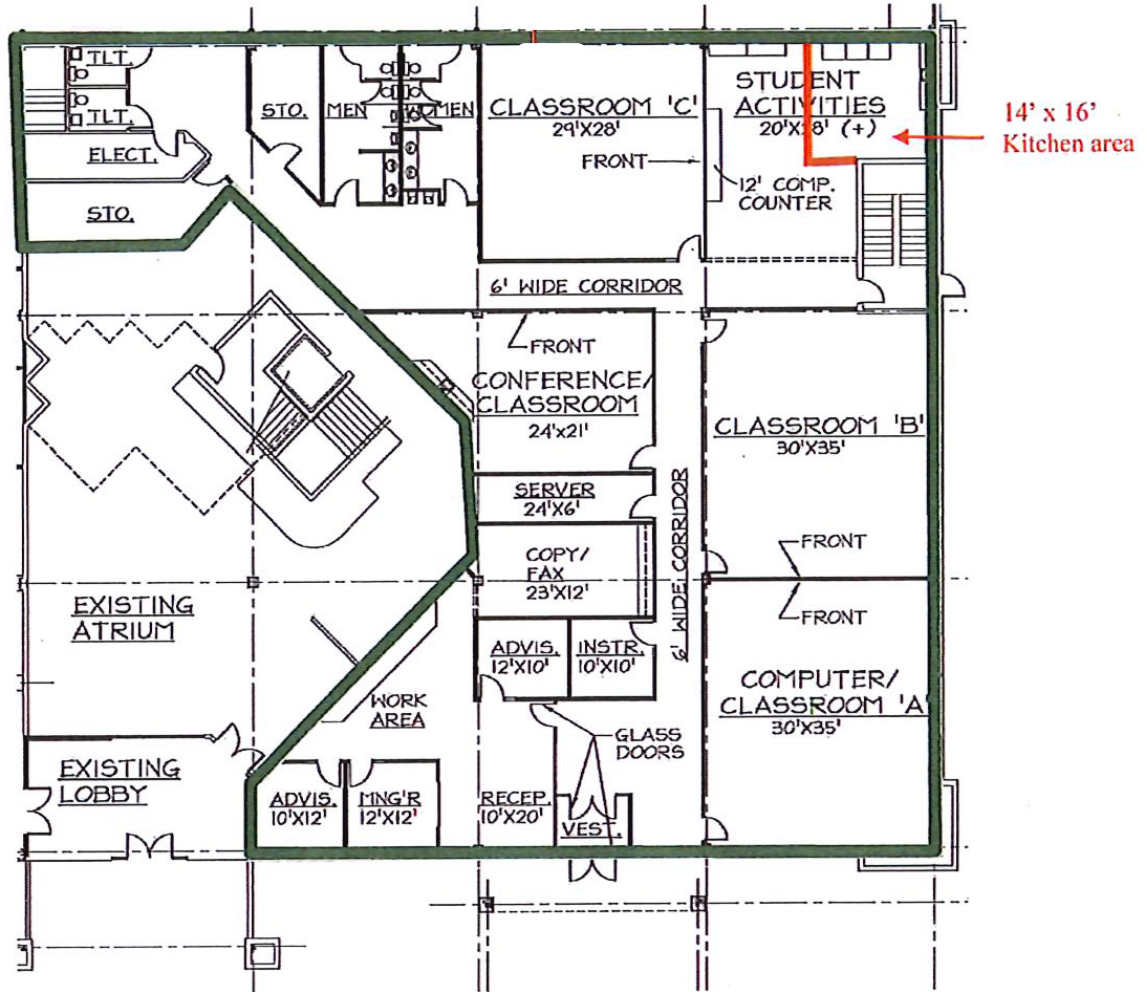 TLT.
TLT.
ELECT.
STO.
STO.
MEN
WOMEN
CLASSROOM 'C'
29'X28'
FRONT
STUDENT
ACTIVITIES
20'X28' (+)
12' COMP.
COUNTER
14' x 16'
Kitchen area
6' WIDE CORRIDOR
FRONT
CONFERENCE/
CLASSROOM
24'x21'
CLASSROOM 'B'
30'X35'
SERVER
24'X6'
6' WIDE CORRIDOR
COPY/
FAX
23'X12'
FRONT
FRONT
EXISTING
ATRIUM
ADVIS.
12'X10'
INSTR.
10'X10'
COMPUTER/
CLASSROOM 'A'
30'X35'
WORK
AREA
GLASS
DOORS
EXISTING
LOBBY
ADVIS.
10'X12'
MNG'R
12'X12'
RECEP.
10'X20'
VEST.